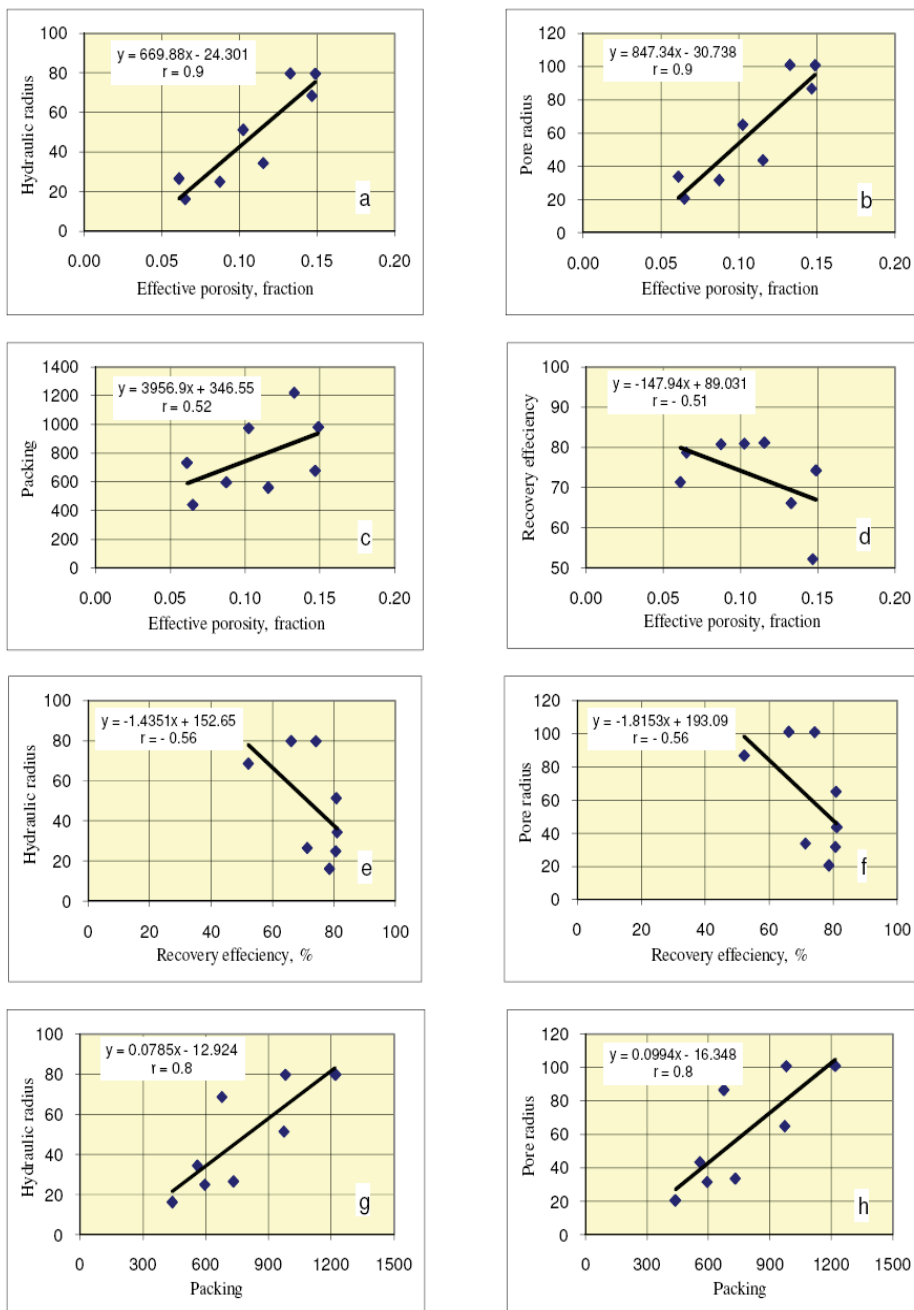 y = 669.88x - 24.301
r = 0.9
100
80
60
40
20
0
Hydraulic radius
a
0.00 0.05 0.10 0.15 0.20
Effective porosity, fraction
y = 847.34x - 30.738
r = 0.9
120
100
80
60
40
20
0
Pore radius
b
0.00 0.05 0.10 0.15 0.20
Effective porosity, fraction
y = 3956.9x + 346.55
r = 0.52
1400
1200
1000
800
600
400
200
0
Packing
c
0.00 0.05 0.10 0.15 0.20
Effective porosity, fraction
y = -147.94x + 89.031
r = - 0.51
100
90
80
70
60
50
Recovery effeciency
d
0.00 0.05 0.10 0.15 0.20
Effective porosity, fraction
y = -1.4351x + 152.65
r = - 0.56
100
80
60
40
20
0
Hydraulic radius
e
0 20 40 60 80 100
Recovery effeciency, %
y = -1.8153x + 193.09
r = - 0.56
120
100
80
60
40
20
0
Pore radius
f
0 20 40 60 80 100
Recovery effeciency, %
y = 0.0785x - 12.924
r = 0.8
100
80
60
40
20
0
Hydraulic radius
g
0 300 600 900 1200 1500
Packing
y = 0.0994x - 16.348
r = 0.8
120
100
80
60
40
20
0
Pore radius
h
0 300 600 900 1200 1500
Packing